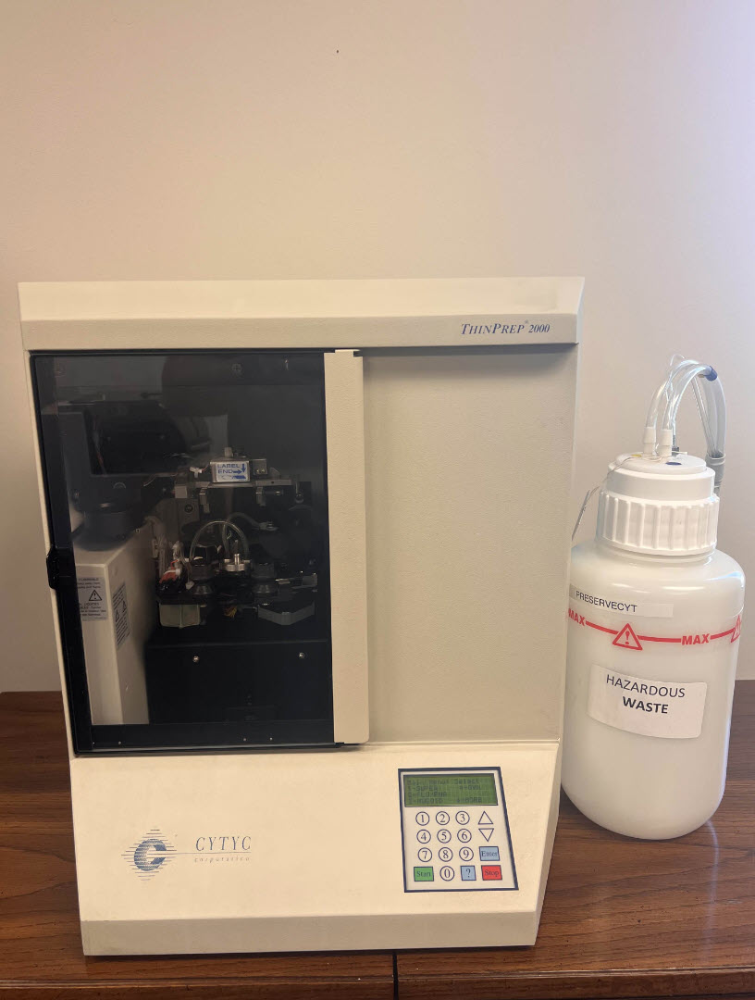 THINPREP® 2000
LABEL
END
PRESERVECYT
MAX
MAX
HAZARDOUS
WASTE
CYTYC
Corporation
1 2 3
4 5 6
7 8 9 Enter
Start 0 ? Stop